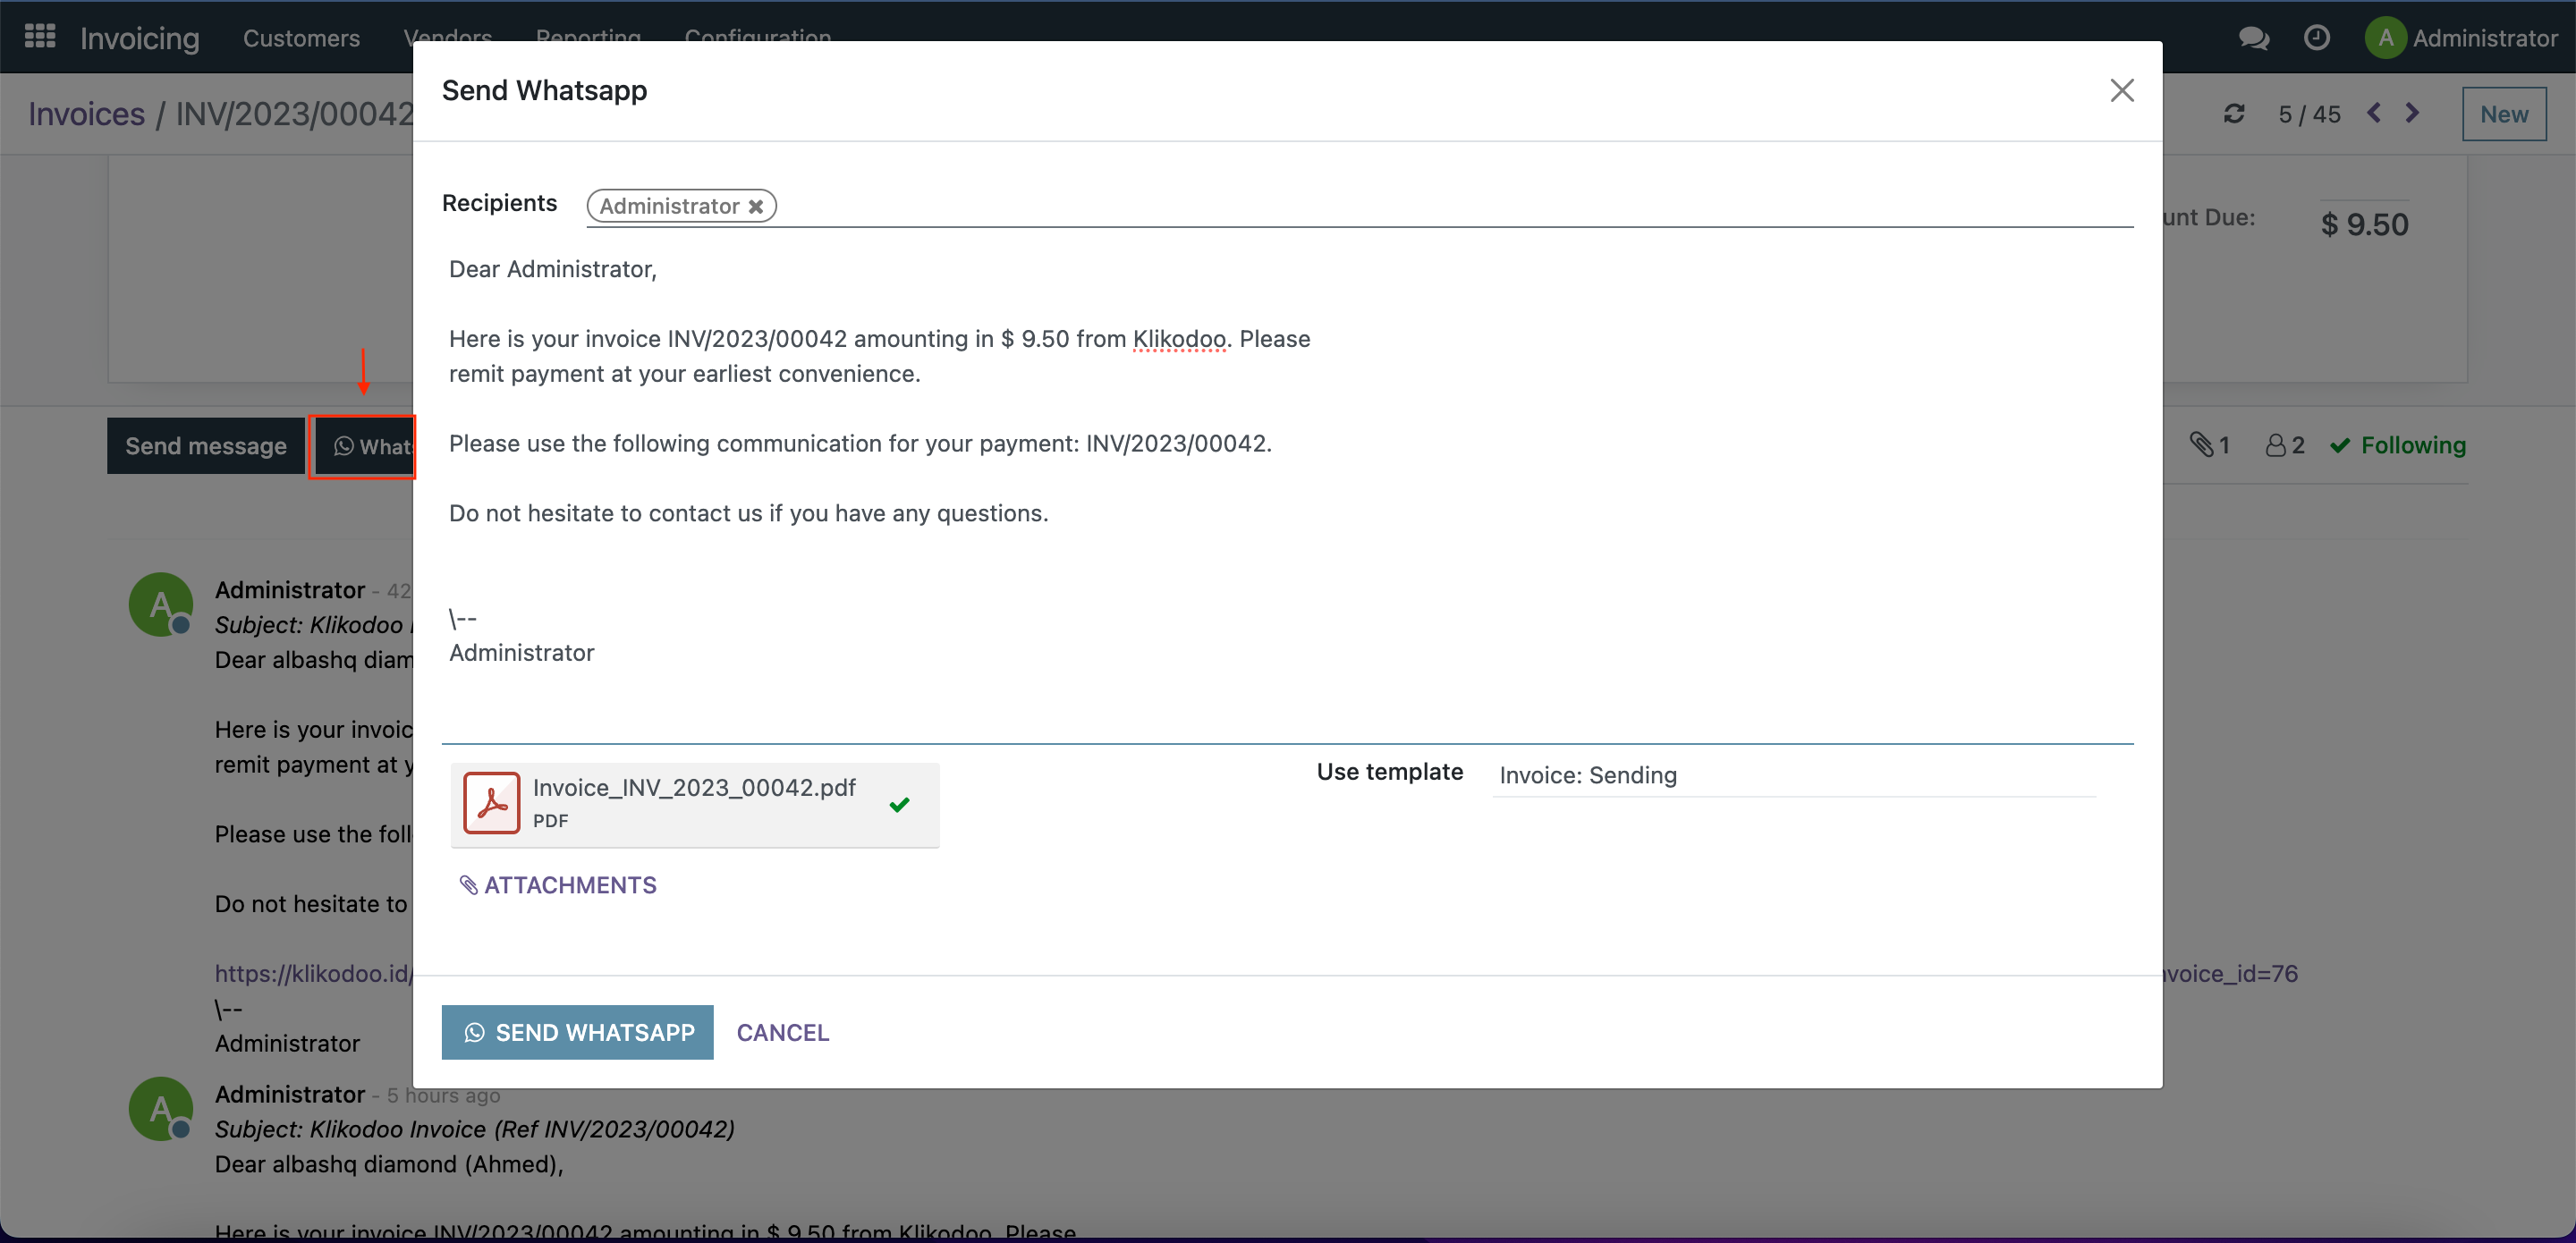 Invoicing
Customers
Vendors
Reporting
Configuration
A
Administrator
Send Whatsapp
Invoices / INV/2023/00042
5 / 45
New
Recipients
Administrator
unt Due:
$ 9.50
Dear Administrator,
Here is your invoice INV/2023/00042 amounting in $ 9.50 from Klikodoo. Please
remit payment at your earliest convenience.
Send message
What
Please use the following communication for your payment: INV/2023/00042.
1
2
Following
Do not hesitate to contact us if you have any questions.
\--
Administrator
A
Administrator - 42
Subject: Klikodoo I
Dear albashq diam
Here is your invoic
remit payment at y
Please use the foll
Do not hesitate to
https://klikodoo.id/
nvoice_id=76
\--
Administrator
Invoice_INV_2023_00042.pdf
PDF
Use template
Invoice: Sending
ATTACHMENTS
SEND WHATSAPP
CANCEL
A
Administrator - 5 hours ago
Subject: Klikodoo Invoice (Ref INV/2023/00042)
Dear albashq diamond (Ahmed),
Here is your invoice INV/2023/00042 amounting in $ 9.50 from Klikodoo. Please